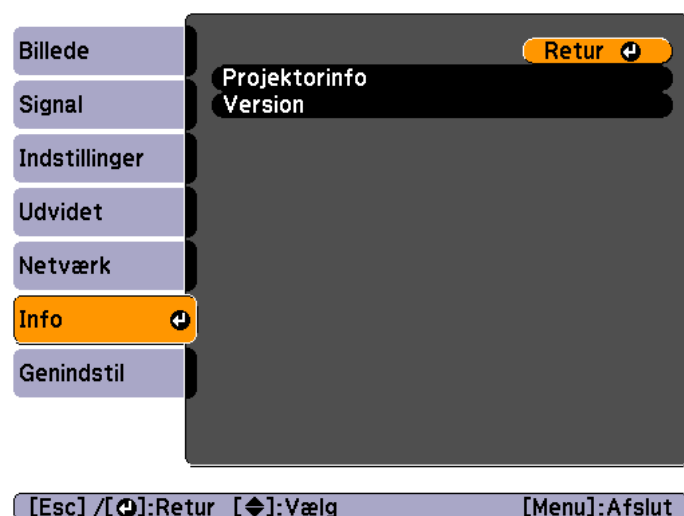 Billede
Signal
Indstillinger
Udvidet
Netværk
Info
Genindstil
Retur
Projektorinfo
Version
[Esc] /[⏎]:Retur [◆]:Vælg [Menu]:Afslut